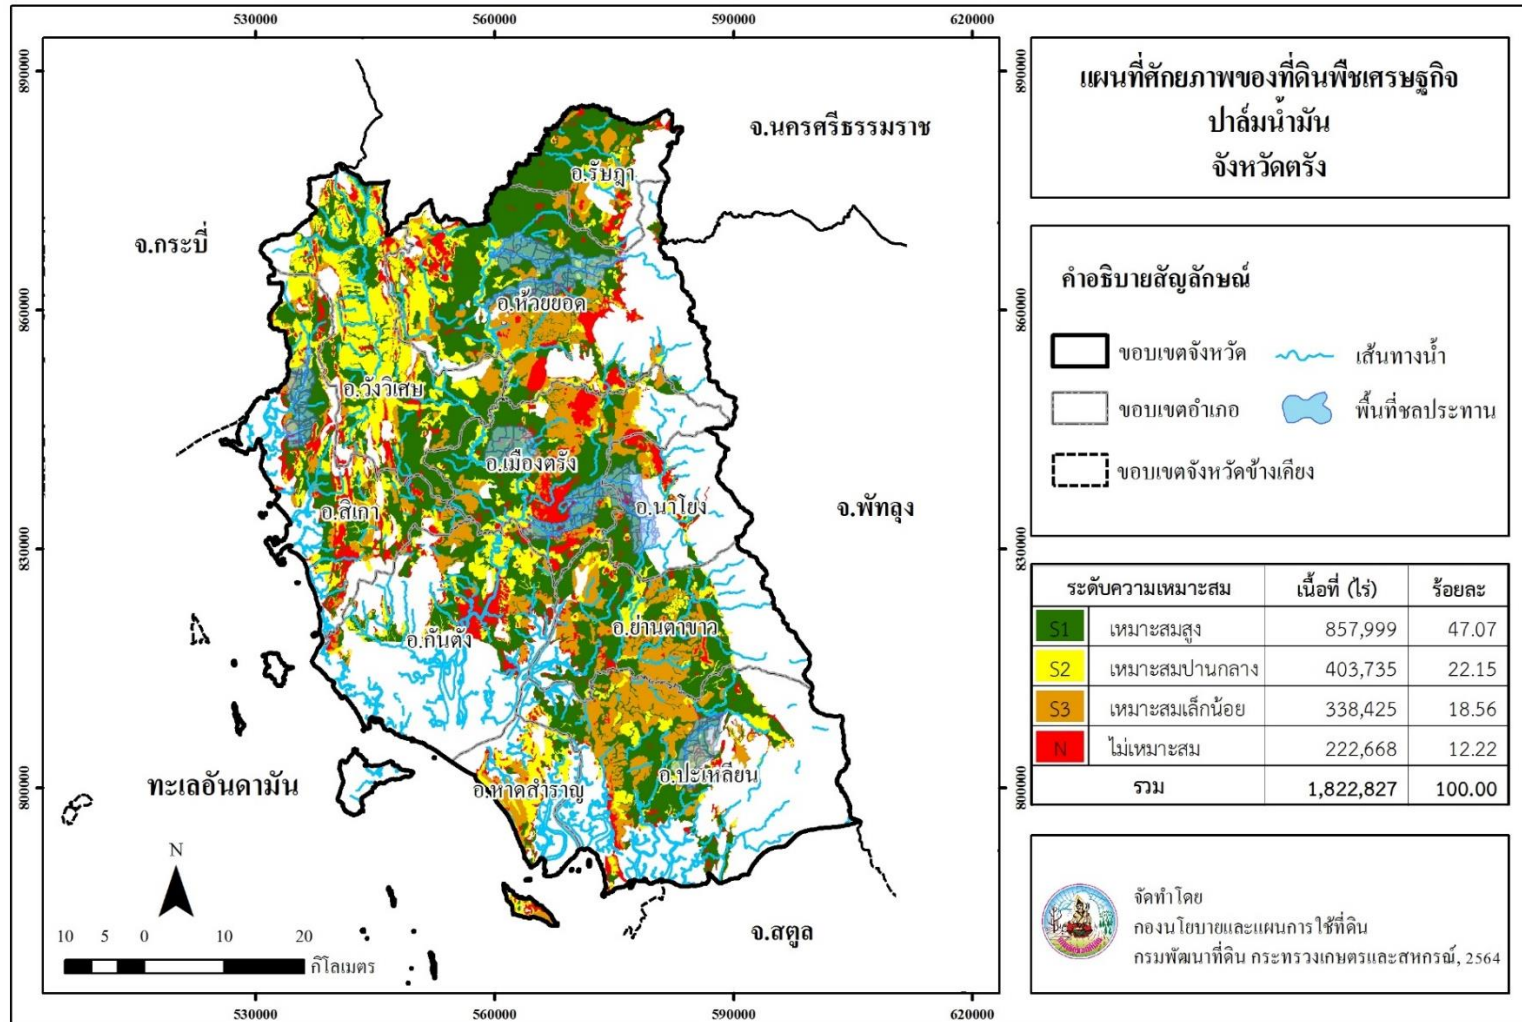 530000
560000
590000
620000
890000
860000
830000
800000
890000
860000
830000
800000
530000
560000
590000
620000
จ.นครศรีธรรมราช
จ.กระบี่
อ.รัษฎา
อ.ห้วยยอด
อ.วังวิเศษ
อ.เมืองตรัง
อ.สิเกา
อ.นาโยง
จ.พัทลุง
อ.ย่านตาขาว
อ.กันตัง
อ.ปะเหลียน
อ.หาดสำราญ
ทะเลอันดามัน
จ.สตูล
N
10 5 0 10 20
กิโลเมตร
แผนที่ศักยภาพของที่ดินพืชเศรษฐกิจ
ปาล์มน้ำมัน
จังหวัดตรัง
คำอธิบายสัญลักษณ์
ขอบเขตจังหวัด เส้นทางน้ำ
ขอบเขตอำเภอ พื้นที่ชลประทาน
ขอบเขตจังหวัดข้างเคียง
ระดับความเหมาะสม เนื้อที่ (ไร่) ร้อยละ
S1 เหมาะสมสูง 857,999 47.07
S2 เหมาะสมปานกลาง 403,735 22.15
S3 เหมาะสมเล็กน้อย 338,425 18.56
N ไม่เหมาะสม 222,668 12.22
รวม 1,822,827 100.00
จัดทำโดย
กองนโยบายและแผนการใช้ที่ดิน
กรมพัฒนาที่ดิน กระทรวงเกษตรและสหกรณ์, 2564